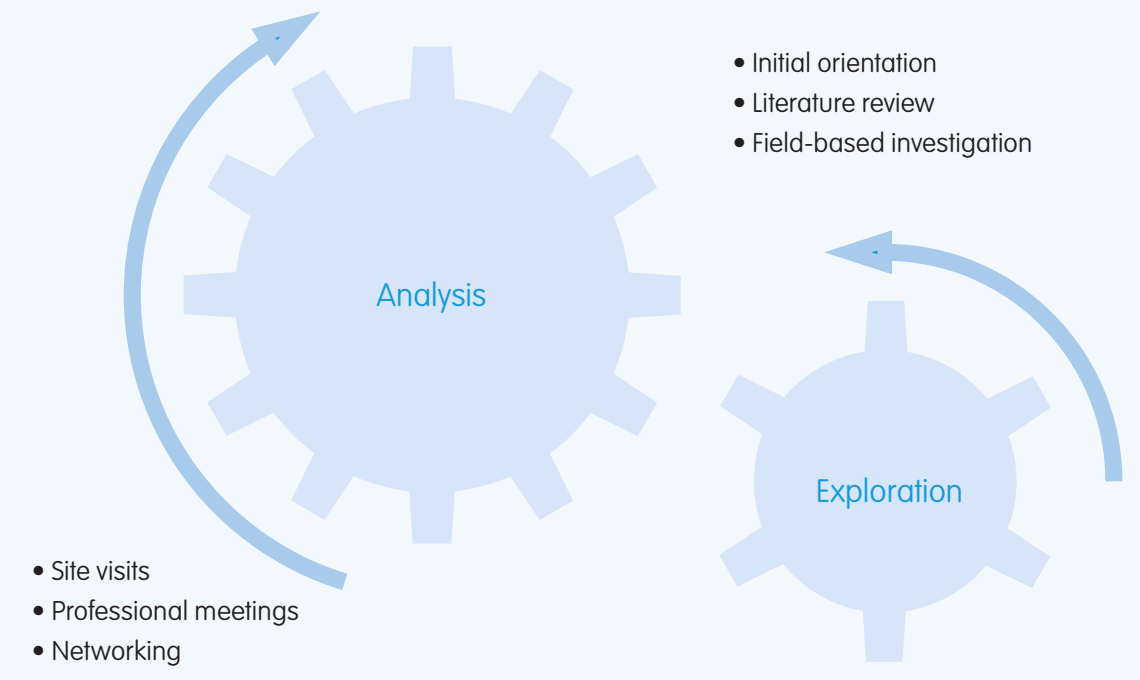 • Initial orientation
• Literature review
• Field-based investigation
Analysis
Exploration
• Site visits
• Professional meetings
• Networking